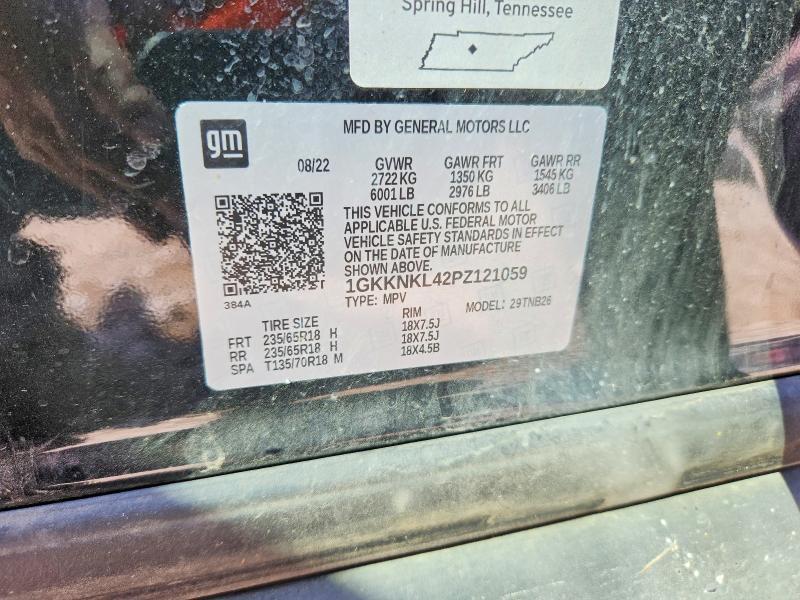 Spring Hill, Tennessee
gm
MFD BY GENERAL MOTORS LLC
08/22
GVWR GAWR FRT GAWR RR
2722 KG 1350 KG 1545 KG
6001 LB 2976 LB 3406 LB
THIS VEHICLE CONFORMS TO ALL
APPLICABLE U.S. FEDERAL MOTOR
VEHICLE SAFETY STANDARDS IN EFFECT
ON THE DATE OF MANUFACTURE
SHOWN ABOVE.
1GKKNKL42PZ121059
384A
TYPE: MPV MODEL: 29TNB26
TIRE SIZE RIM
FRT 235/65R18 H 18X7.5J
RR 235/65R18 H 18X7.5J
SPA T135/70R18 M 18X4.5B